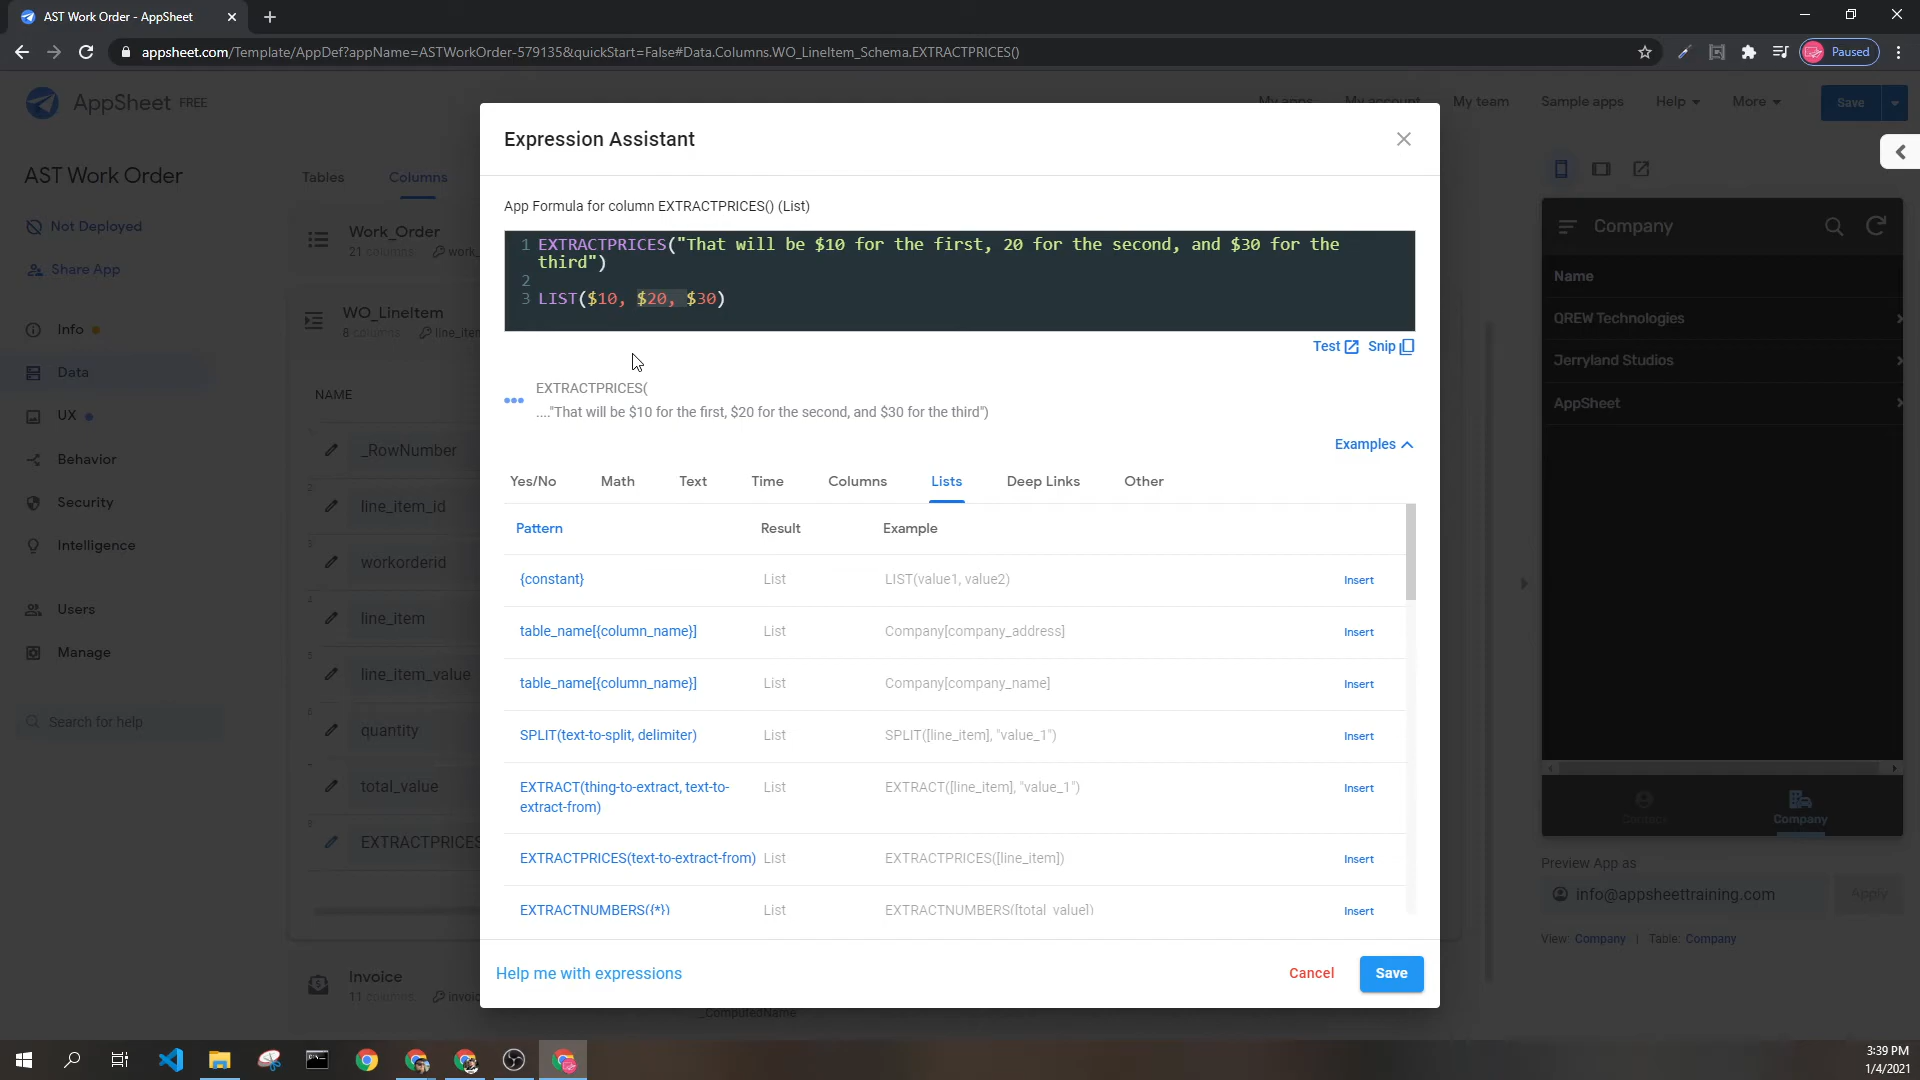 AST Work Order - AppSheet
appsheet.com/Template/AppDef?appName=ASTWorkOrder-579135&quickStart=False#Data.Columns.WO_LineItem_Schema.EXTRACTPRICES()
Paused
AppSheet FREE
My apps
My account
My team
Sample apps
Help
More
Save
AST Work Order
Not Deployed
Share App
Info
Data
UX
Behavior
Security
Intelligence
Users
Manage
Search for help
Tables
Columns
Work_Order
21 columns
WO_LineItem
8 columns
NAME
_RowNumber
line_item_id
workorderid
line_item
line_item_value
quantity
total_value
EXTRACTPRICES
Invoice
11 columns
_ComputedName
Expression Assistant
App Formula for column EXTRACTPRICES() (List)
1 EXTRACTPRICES("That will be $10 for the first, 20 for the second, and $30 for the
third")
2
3 LIST($10, $20, $30)
Test
Snip
EXTRACTPRICES(
...."That will be $10 for the first, $20 for the second, and $30 for the third")
Examples
Yes/No Math Text Time Columns Lists Deep Links Other
Pattern Result Example
{constant} List LIST(value1, value2) Insert
table_name[{column_name}] List Company[company_address] Insert
table_name[{column_name}] List Company[company_name] Insert
SPLIT(text-to-split, delimiter) List SPLIT([line_item], "value_1") Insert
EXTRACT(thing-to-extract, text-to-
extract-from) List EXTRACT([line_item], "value_1") Insert
EXTRACTPRICES(text-to-extract-from) List EXTRACTPRICES([line_item]) Insert
EXTRACTNUMBERS({*}) List EXTRACTNUMBERS([total_value]) Insert
Help me with expressions
Cancel
Save
Company
Name
QREW Technologies
Jerryland Studios
AppSheet
Company
Preview App as
info@appsheettraining.com
Apply
View: Company | Table: Company
3:39 PM
1/4/2021